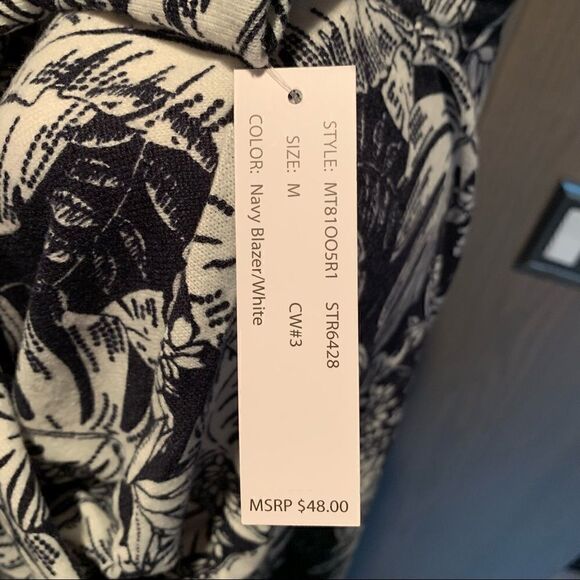 STYLE: MT81OO5R1 STR6428
SIZE: M CW#3
COLOR: Navy Blazer/White
MSRP $48.00